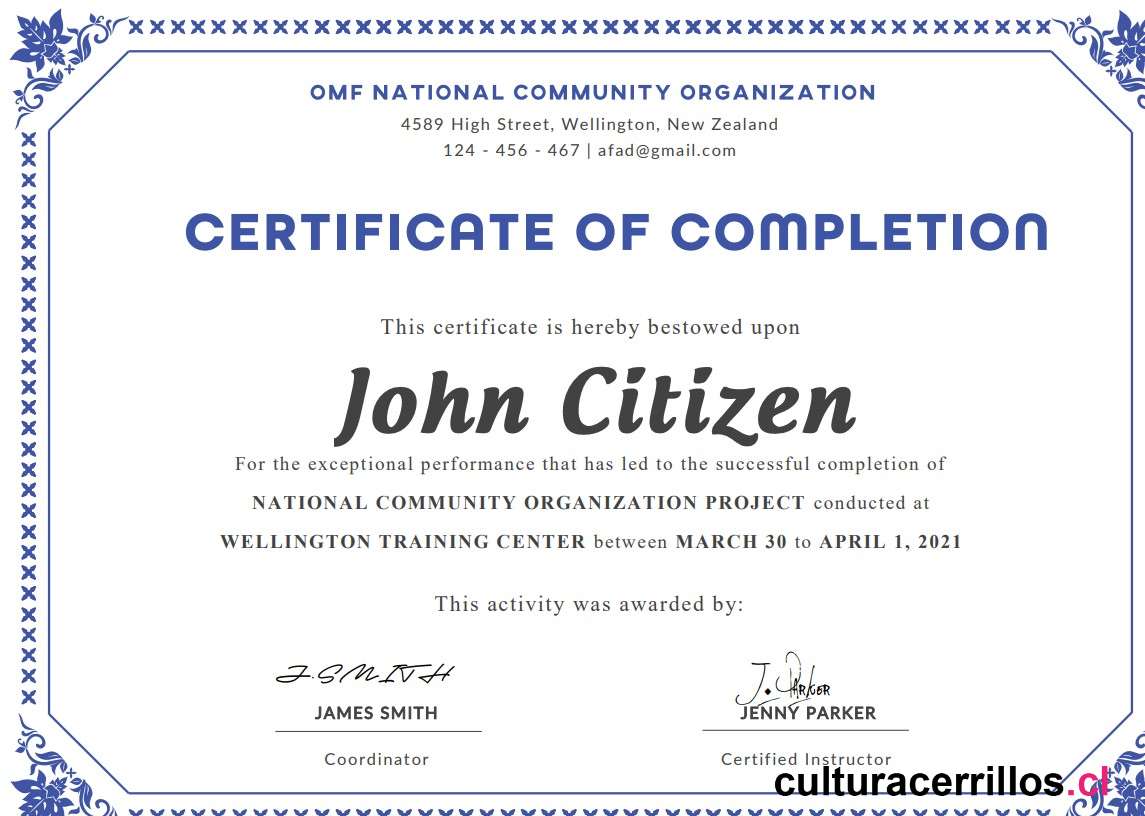 OMF NATIONAL COMMUNITY ORGANIZATION
4589 High Street, Wellington, New Zealand
124 - 456 - 467 | afad@gmail.com
CERTIFICATE OF COMPLETION
This certificate is hereby bestowed upon
John Citizen
For the exceptional performance that has led to the successful completion of
NATIONAL COMMUNITY ORGANIZATION PROJECT conducted at
WELLINGTON TRAINING CENTER between MARCH 30 to APRIL 1, 2021
This activity was awarded by:
J.SMITH
JAMES SMITH
Coordinator
J. PARKER
JENNY PARKER
Certified Instructor
culturacerrillos.cl